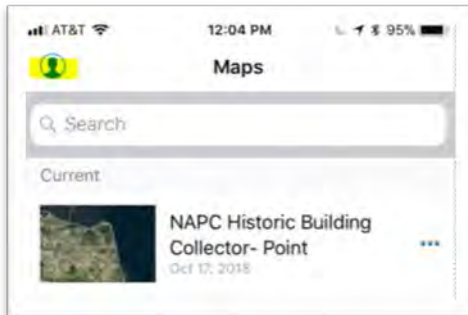 AT&T 12:04 PM 95%
Maps
Search
Current
NAPC Historic Building
Collector- Point
Oct 17, 2018